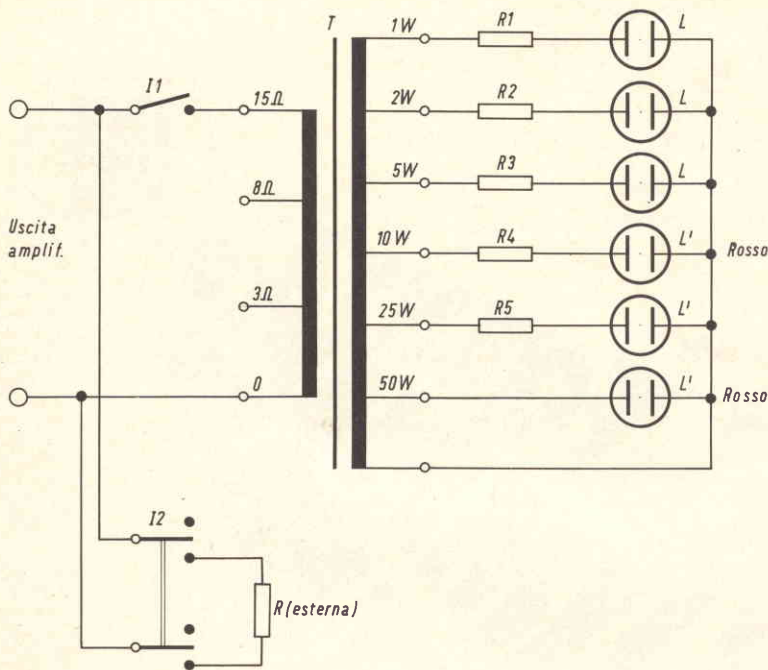 T
1W
R1
L
I1
15Ω
2W
R2
L
8Ω
5W
R3
L
Uscita
amplif.
10W
R4
L'
Rosso
3Ω
25W
R5
L'
0
50W
L'
Rosso
I2
R (esterna)